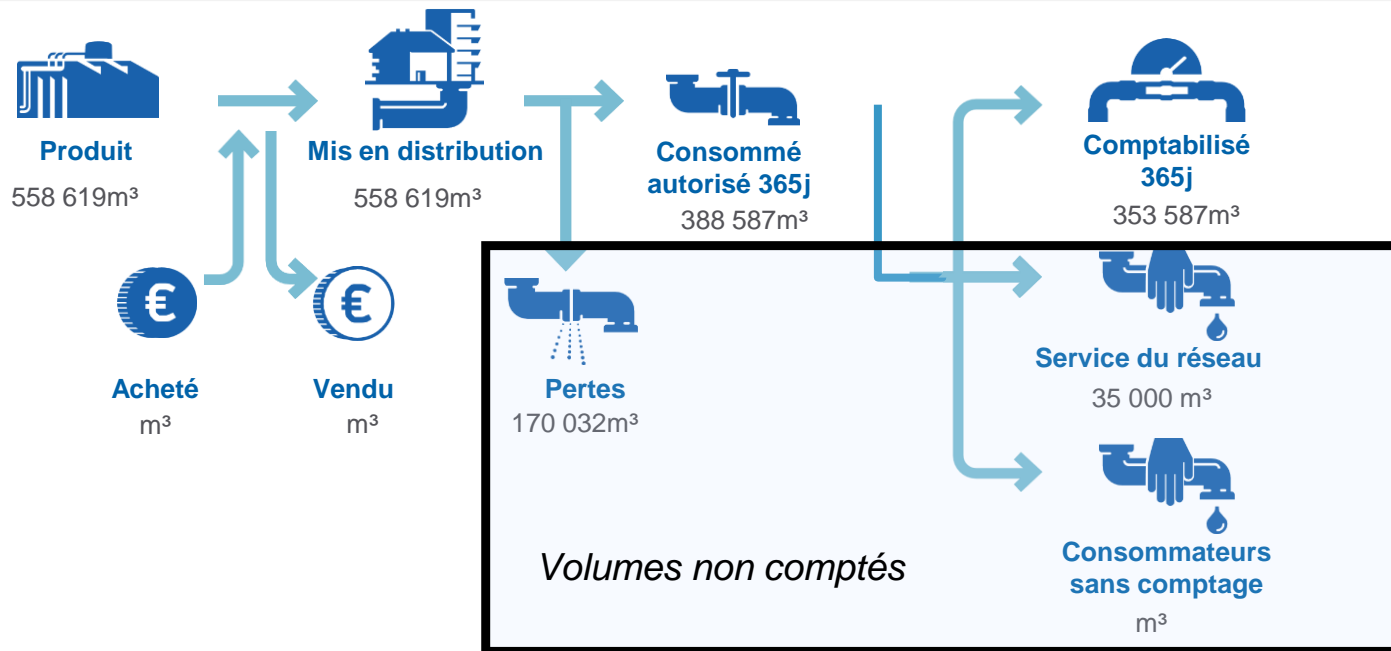 Produit
558 619m³
Mis en distribution
558 619m³
Consommé
autorisé 365j
388 587m³
Comptabilisé
365j
353 587m³
€
Acheté
m³
€
Vendu
m³
Pertes
170 032m³
Service du réseau
35 000 m³
Volumes non comptés
Consommateurs
sans comptage
m³